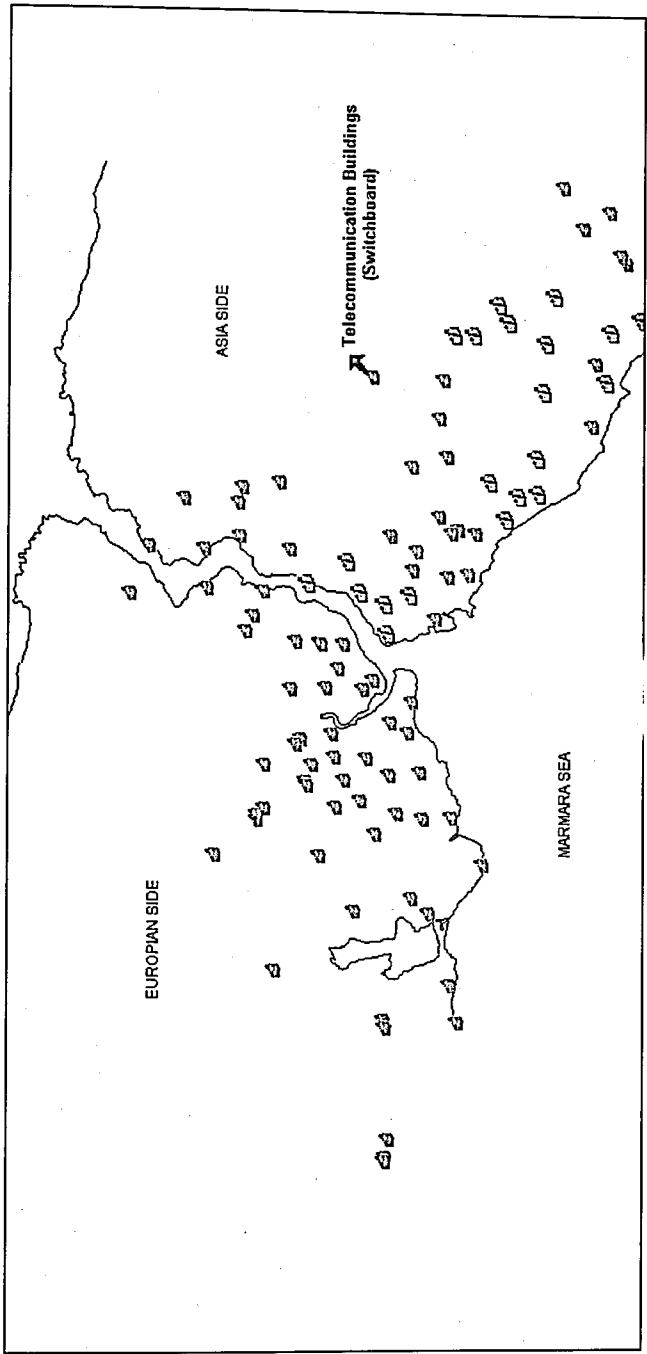 EUROPIAN SIDE
ASIA SIDE
Telecommunication Buildings
(Switchboard)
MARMARA SEA